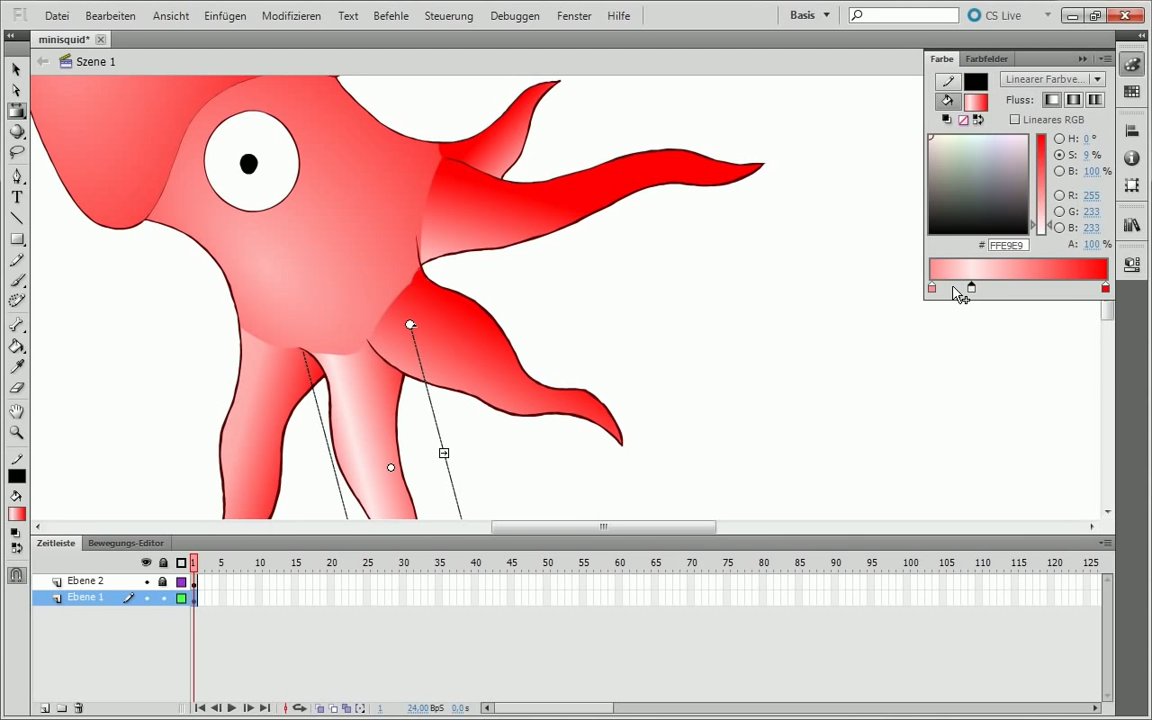 Fl Datei Bearbeiten Ansicht Einfügen Modifizieren Text Befehle Steuerung Debuggen Fenster Hilfe Basis CS Live
minisquid*
Szene 1
Farbe Farbfelder
Linearer Farbve...
Fluss:
Lineares RGB
H: 0 °
S: 9 %
B: 100 %
R: 255
G: 233
B: 233
# FFE9E9 A: 100 %
Zeitleiste Bewegungs-Editor
1 5 10 15 20 25 30 35 40 45 50 55 60 65 70 75 80 85 90 95 100 105 110 115 120 125
Ebene 2
Ebene 1
1 24,00 BpS 0,0 s